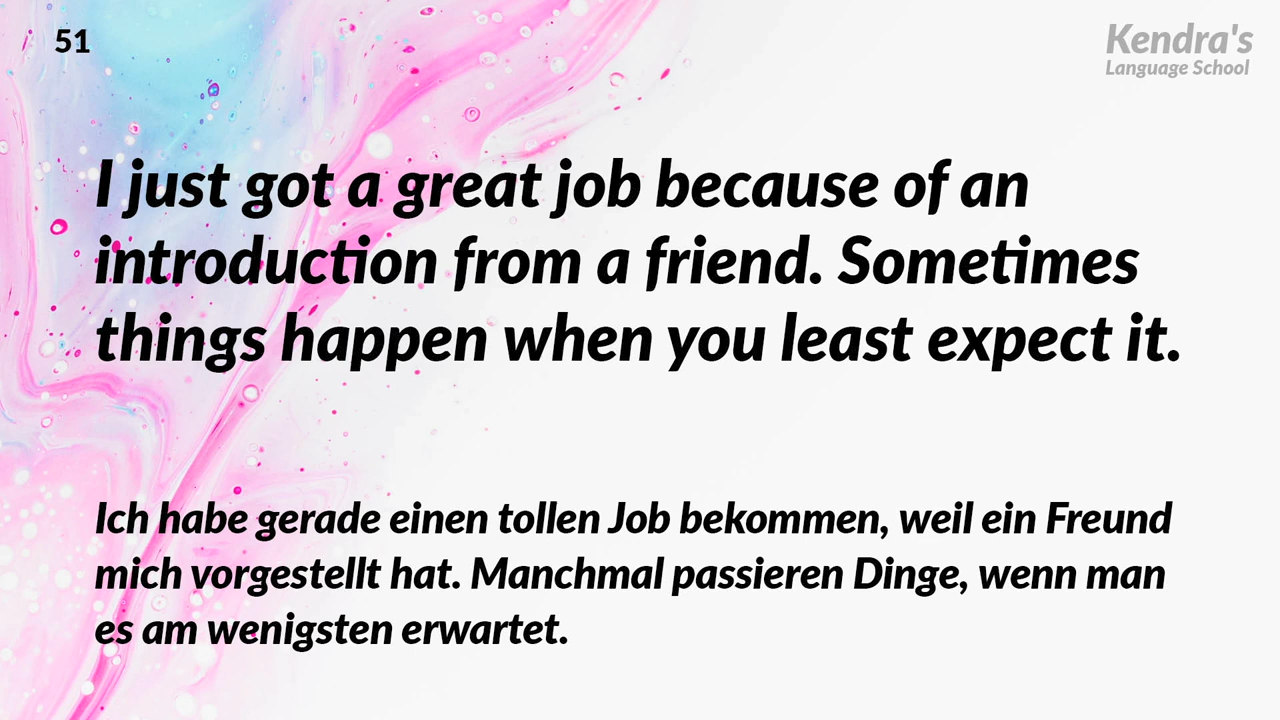 51
Kendra's
Language School
I just got a great job because of an
introduction from a friend. Sometimes
things happen when you least expect it.
Ich habe gerade einen tollen Job bekommen, weil ein Freund
mich vorgestellt hat. Manchmal passieren Dinge, wenn man
es am wenigsten erwartet.